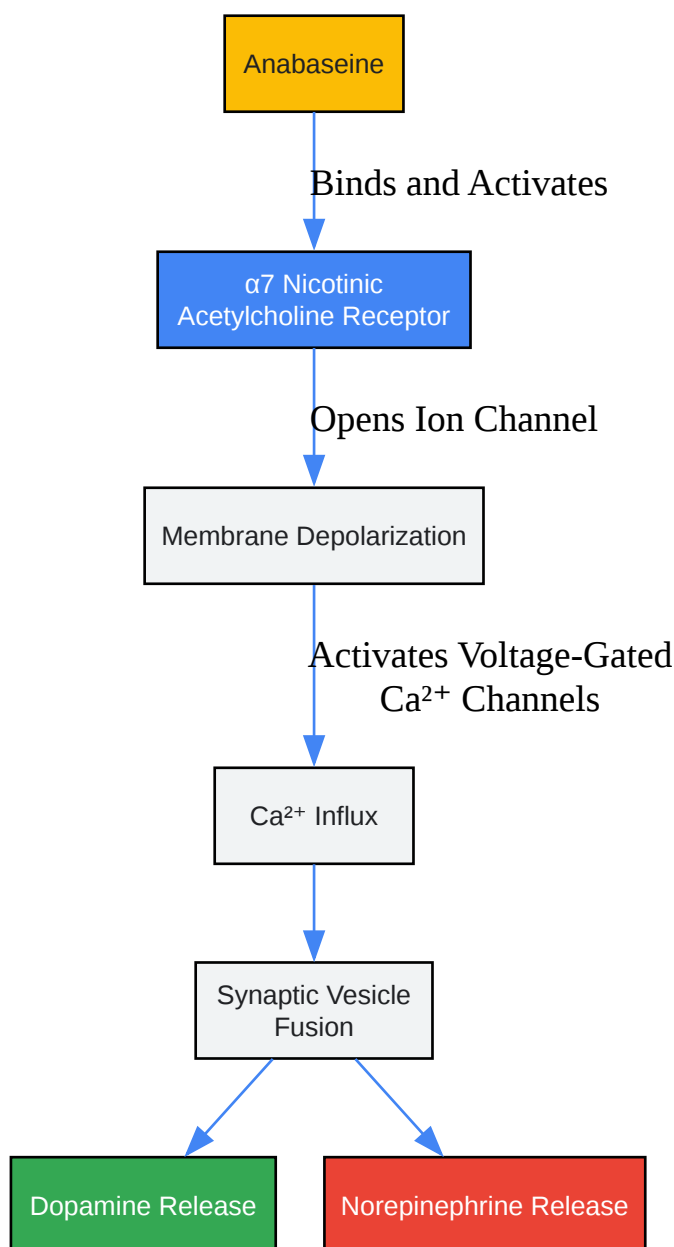 Anabaseine
Binds and Activates
α7 Nicotinic
Acetylcholine Receptor
Opens Ion Channel
Membrane Depolarization
Activates Voltage-Gated
Ca²⁺ Channels
Ca²⁺ Influx
Synaptic Vesicle
Fusion
Dopamine Release
Norepinephrine Release